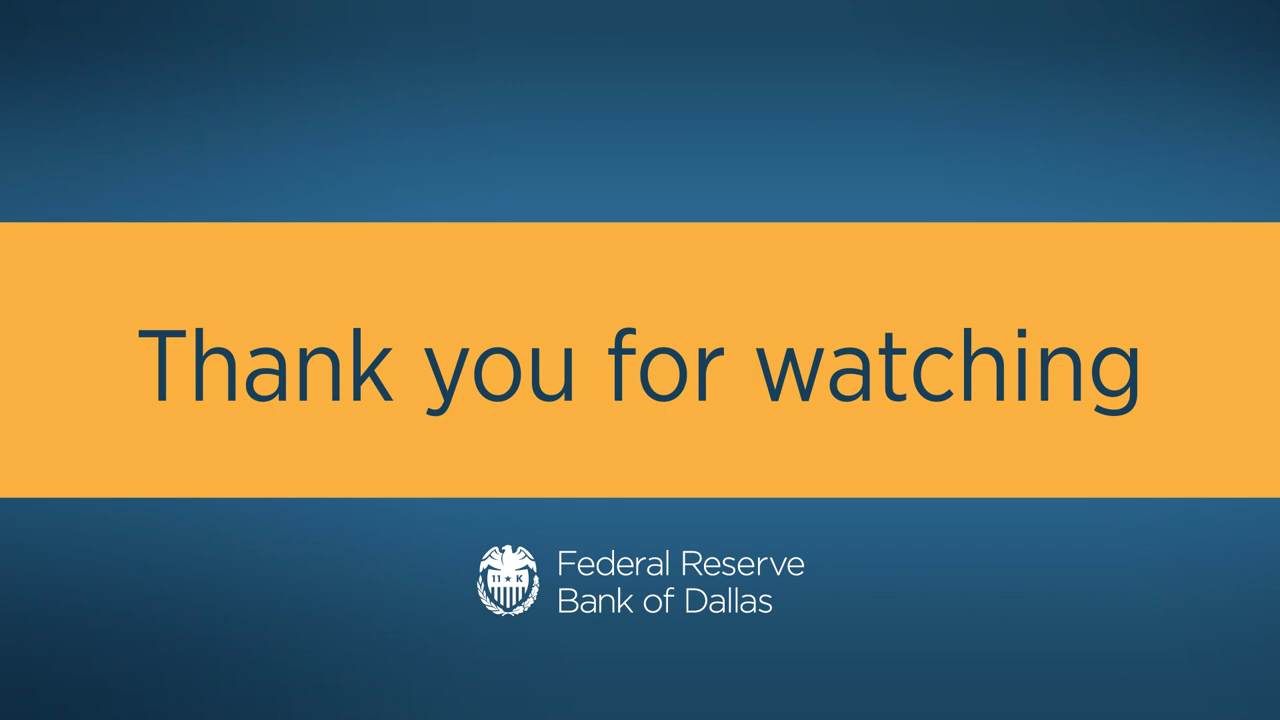 Thank you for watching
11★K
Federal Reserve
Bank of Dallas